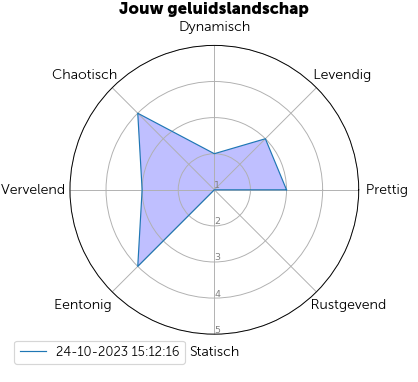 Jouw geluidslandschap
Dynamisch
Chaotisch
Levendig
Vervelend
1
Prettig
2
3
4
Eentonig
Rustgevend
5
24-10-2023 15:12:16
Statisch